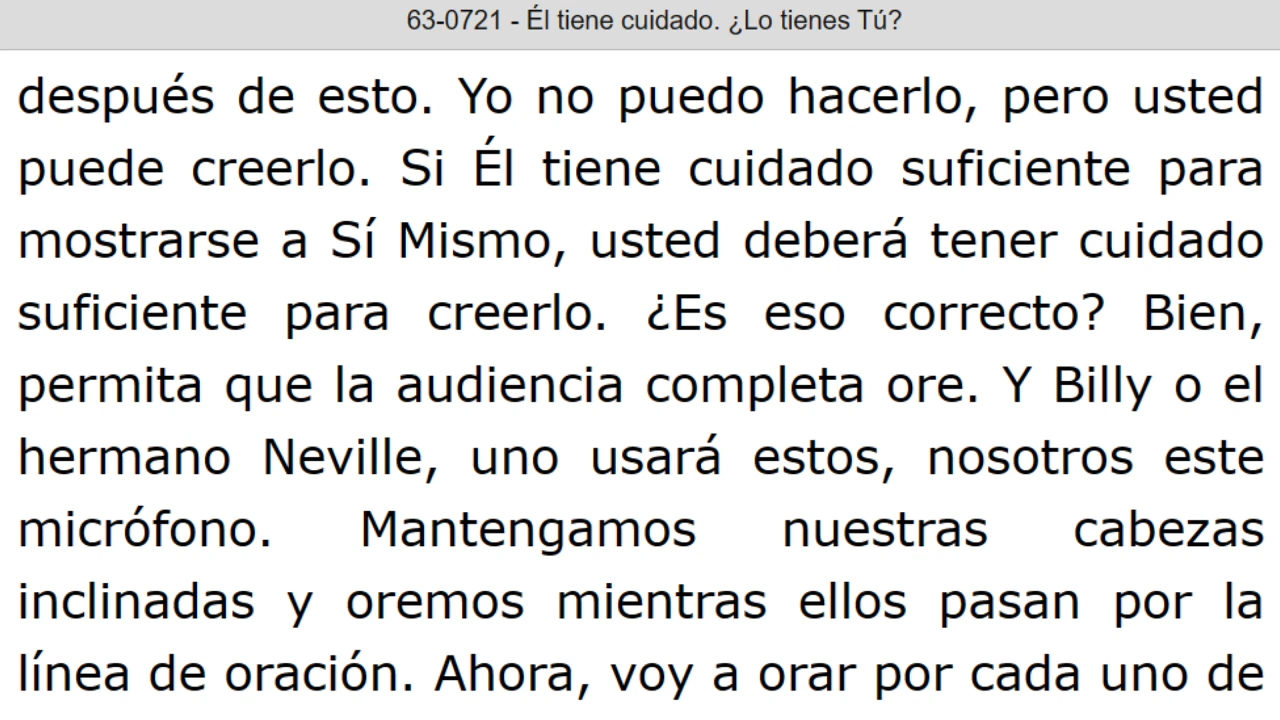 63-0721 - Él tiene cuidado. ¿Lo tienes Tú?
después de esto. Yo no puedo hacerlo, pero usted
puede creerlo. Si Él tiene cuidado suficiente para
mostrarse a Sí Mismo, usted deberá tener cuidado
suficiente para creerlo. ¿Es eso correcto? Bien,
permita que la audiencia completa ore. Y Billy o el
hermano Neville, uno usará estos, nosotros este
micrófono. Mantengamos nuestras cabezas
inclinadas y oremos mientras ellos pasan por la
línea de oración. Ahora, voy a orar por cada uno de